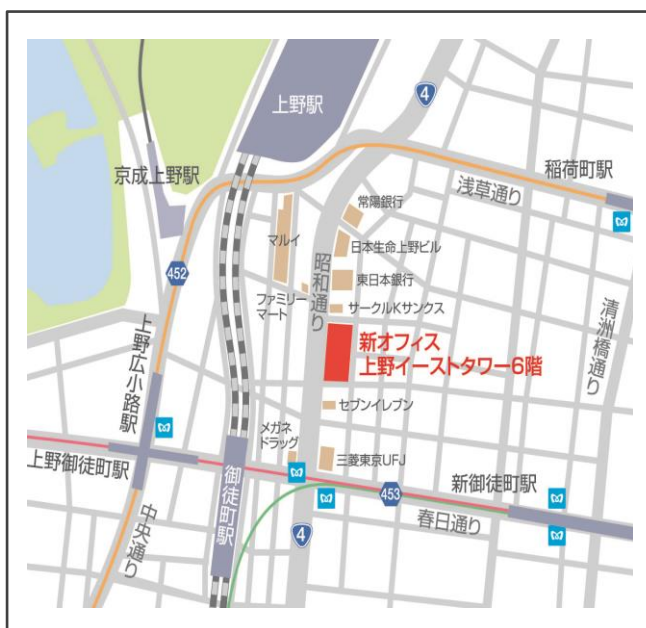 上野駅
4
京成上野駅
稲荷町駅
浅草通り
常陽銀行
マルイ
日本生命上野ビル
452
昭和通り
東日本銀行
ファミリー
マート
サークルKサンクス
清洲橋通り
上野広小路駅
新オフィス
上野イーストタワー6階
セブンイレブン
メガネ
ドラッグ
上野御徒町駅
三菱東京UFJ
御徒町駅
新御徒町駅
453
春日通り
中央通り
4